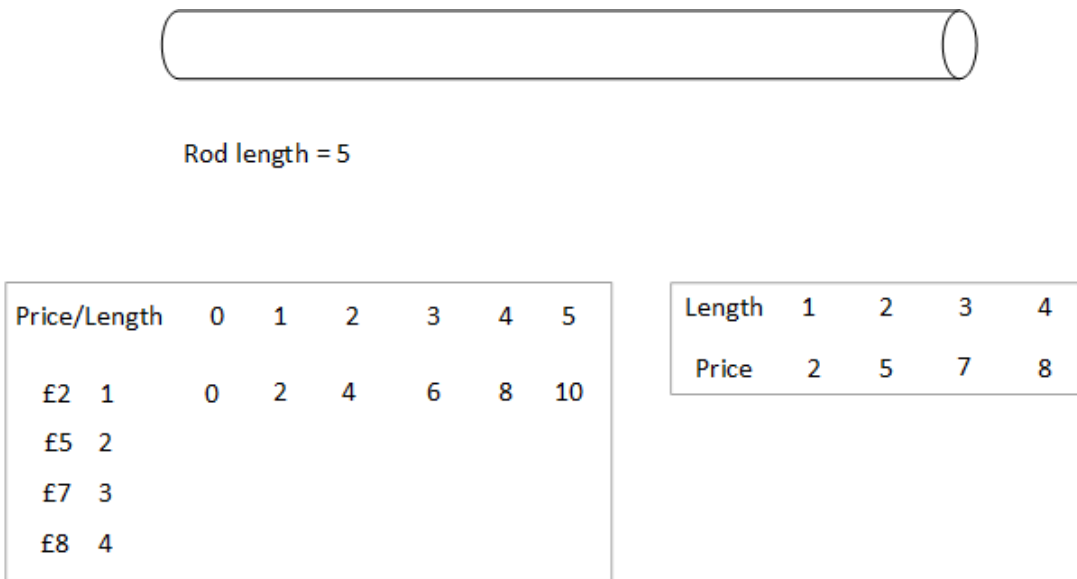 Rod length = 5
Price/Length 0 1 2 3 4 5
£2 1 0 2 4 6 8 10
£5 2
£7 3
£8 4
Length 1 2 3 4
Price 2 5 7 8